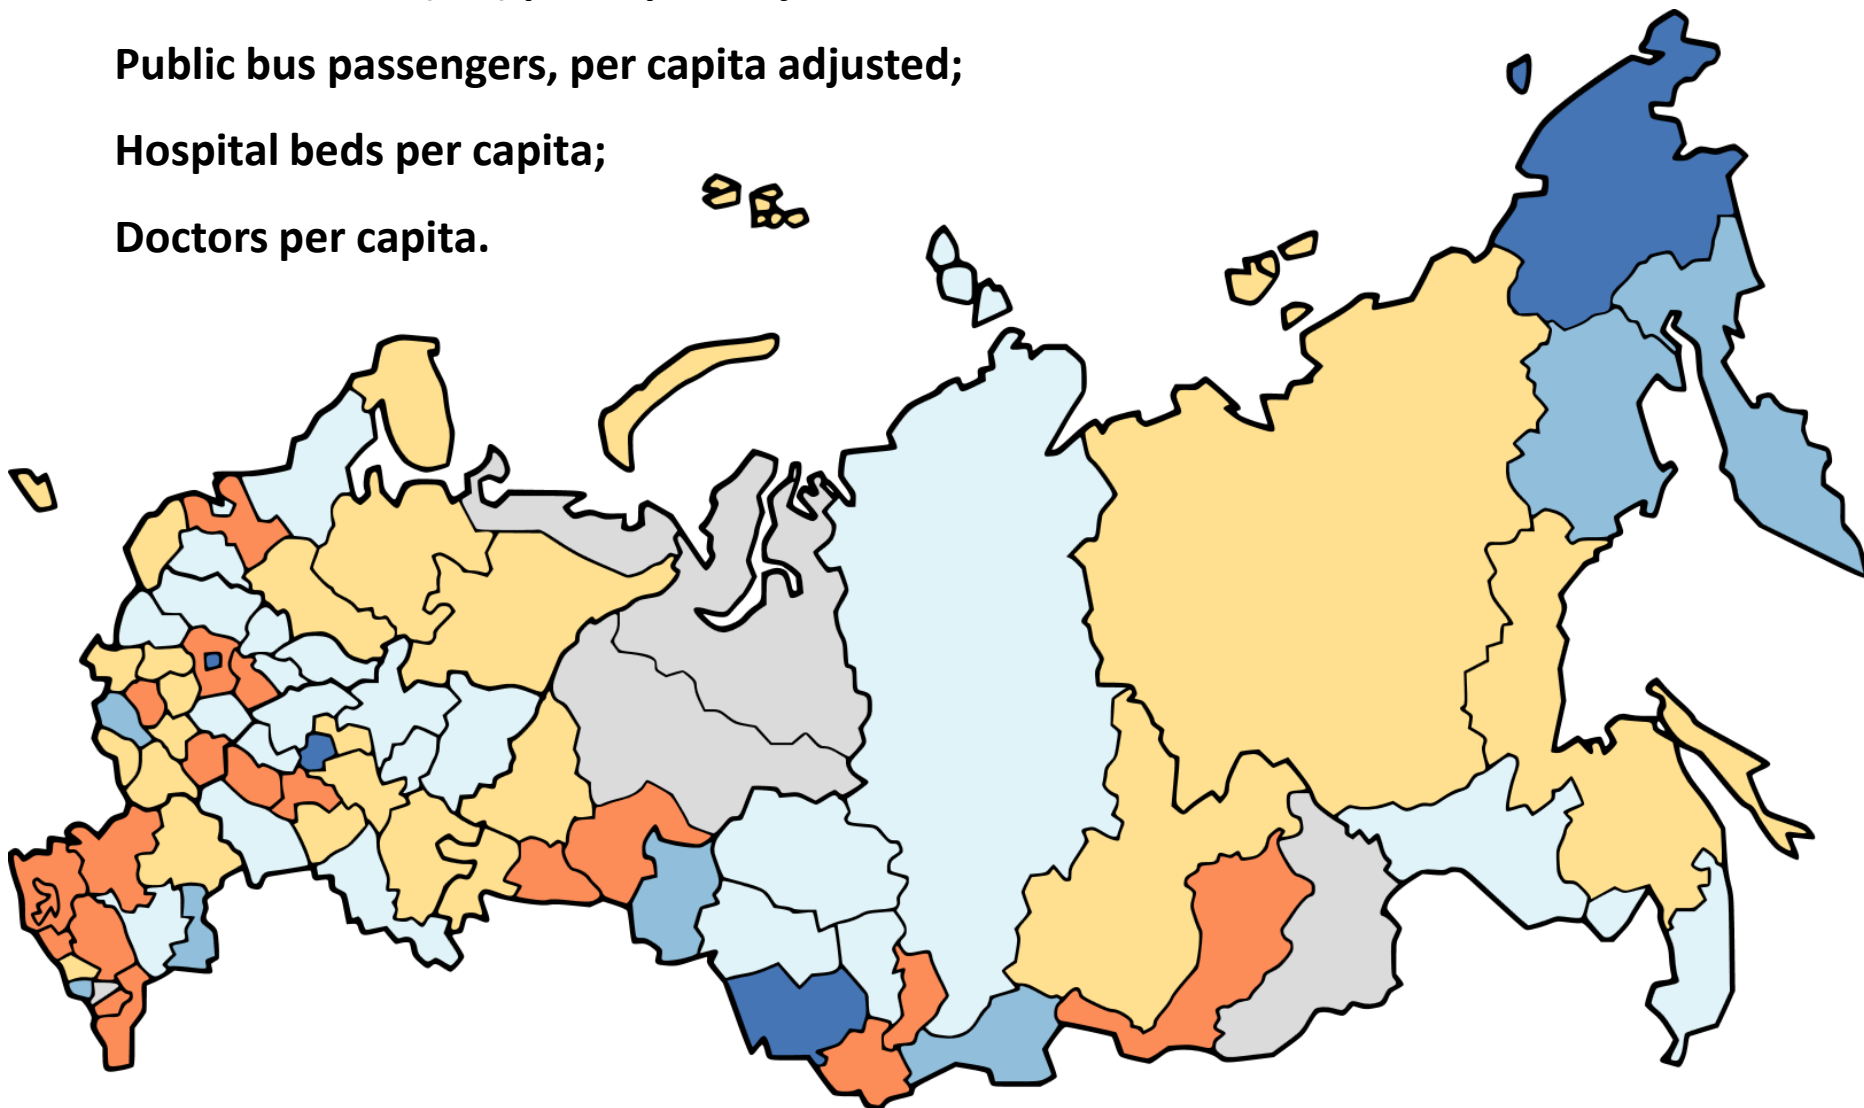 Public bus passengers, per capita adjusted;
Hospital beds per capita;
Doctors per capita.